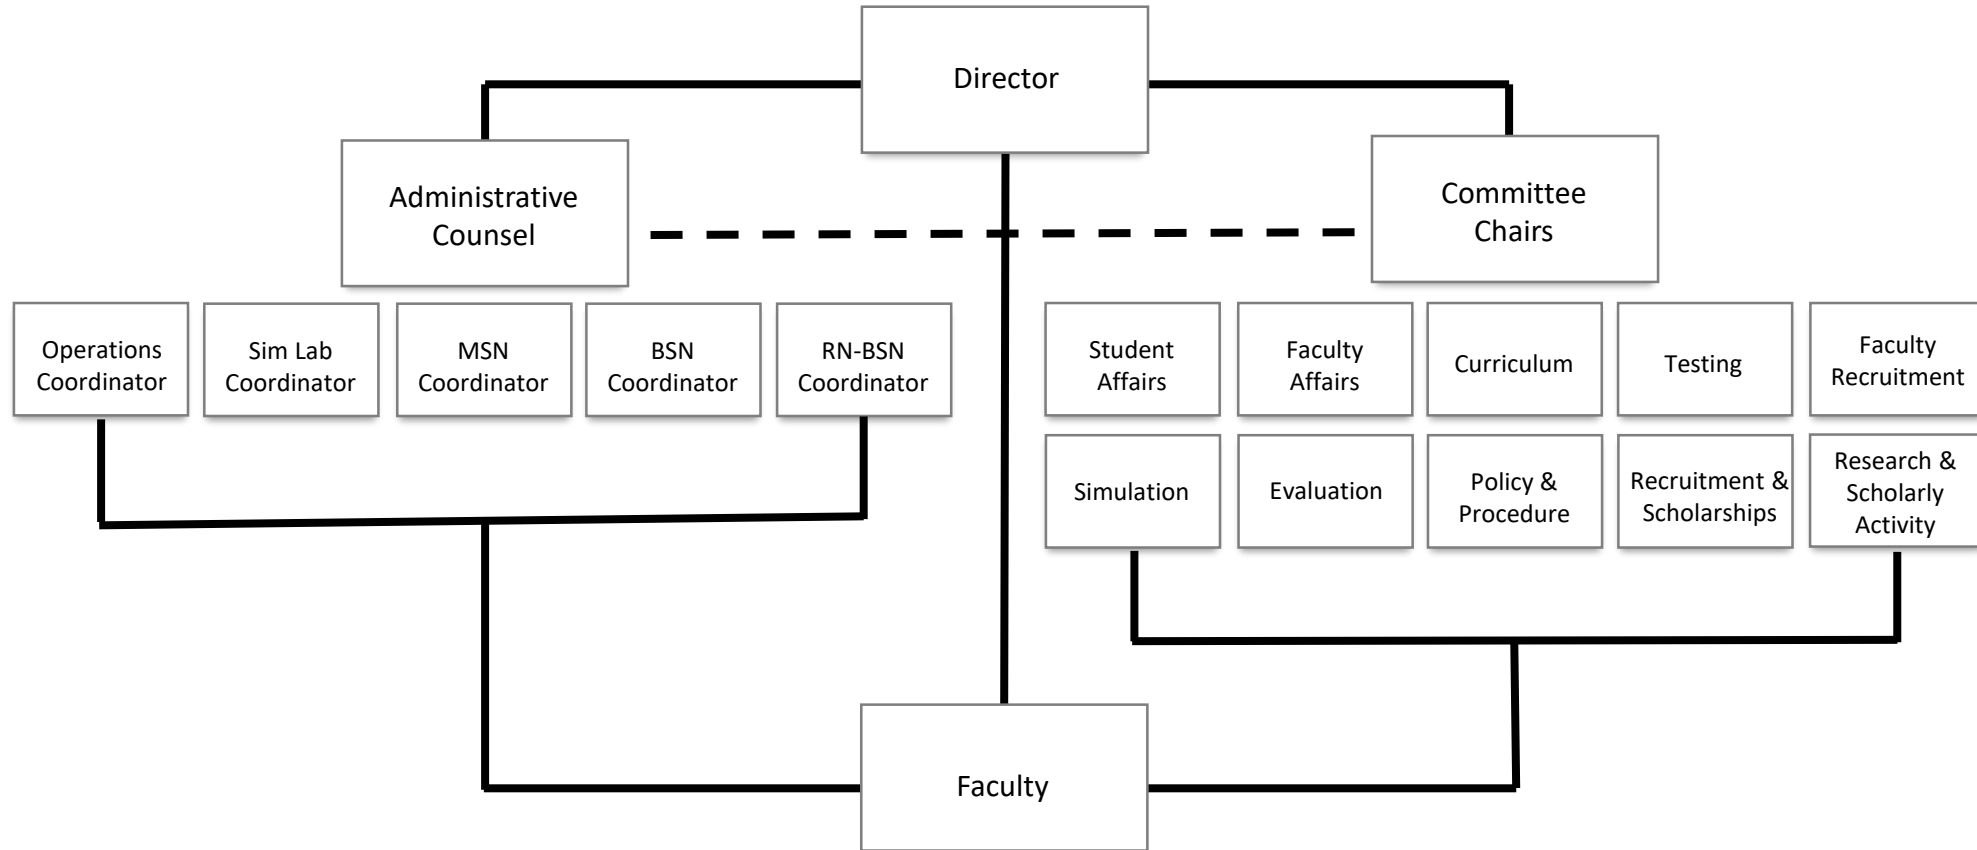 Director
Administrative
Counsel
Committee
Chairs
Operations
Coordinator
Sim Lab
Coordinator
MSN
Coordinator
BSN
Coordinator
RN-BSN
Coordinator
Student
Affairs
Faculty
Affairs
Curriculum
Testing
Faculty
Recruitment
Simulation
Evaluation
Policy &
Procedure
Recruitment &
Scholarships
Research &
Scholarly
Activity
Faculty